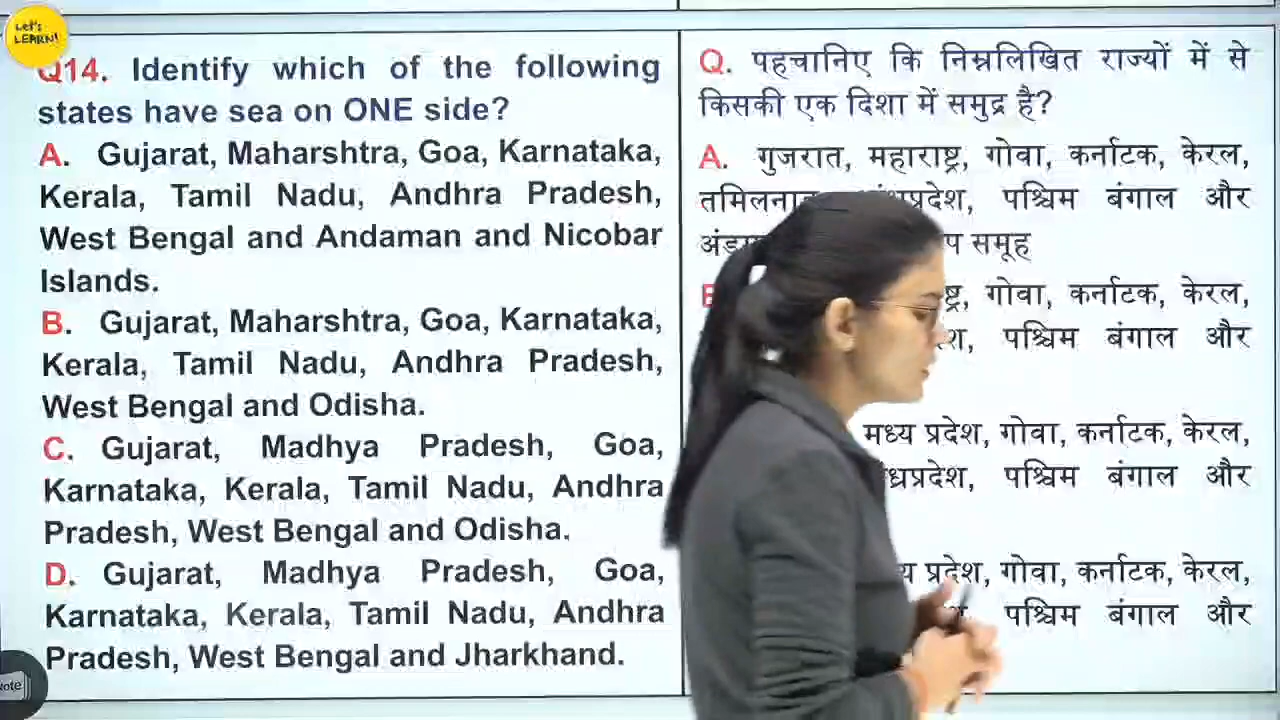 Let's
LEARN!
Q14. Identify which of the following
states have sea on ONE side?
A. Gujarat, Maharshtra, Goa, Karnataka,
Kerala, Tamil Nadu, Andhra Pradesh,
West Bengal and Andaman and Nicobar
Islands.
B. Gujarat, Maharshtra, Goa, Karnataka,
Kerala, Tamil Nadu, Andhra Pradesh,
West Bengal and Odisha.
C. Gujarat, Madhya Pradesh, Goa,
Karnataka, Kerala, Tamil Nadu, Andhra
Pradesh, West Bengal and Odisha.
D. Gujarat, Madhya Pradesh, Goa,
Karnataka, Kerala, Tamil Nadu, Andhra
Pradesh, West Bengal and Jharkhand.
Q. पहचानिए कि निम्नलिखित राज्यों में से
किसकी एक दिशा में समुद्र है?
A. गुजरात, महाराष्ट्र, गोवा, कर्नाटक, केरल,
पश्चिम बंगाल और
समूह
गोवा, कर्नाटक, केरल,
पश्चिम बंगाल और
मध्य प्रदेश, गोवा, कर्नाटक, केरल,
पश्चिम बंगाल और
प्रदेश, गोवा, कर्नाटक, केरल,
पश्चिम बंगाल और